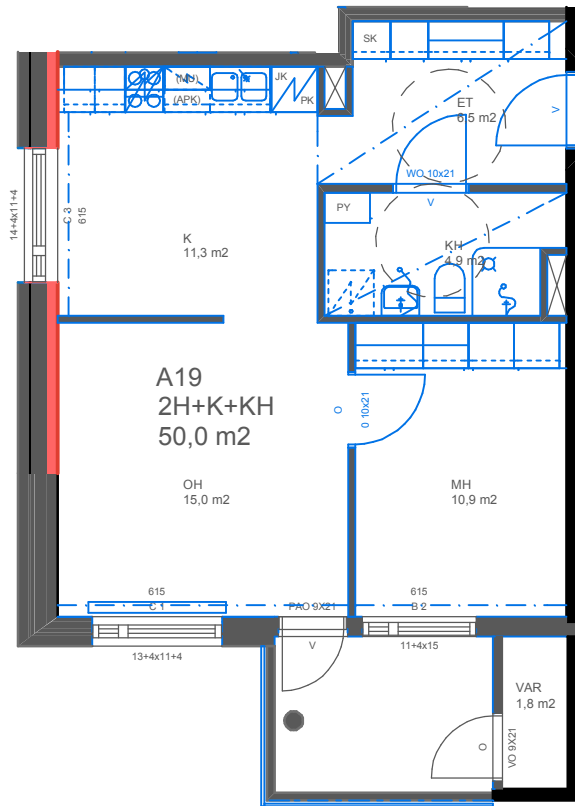 SK
(MU)
(APK)
JK
PK
ET
6,5 m2
V
WO 10x21
V
PY
KH
4,9 m2
14+4x11+4
C 3
615
K
11,3 m2
A19
2H+K+KH
50,0 m2
O
0 10x21
OH
15,0 m2
MH
10,9 m2
615
C 1
PAO 9X21
615
B 2
13+4x11+4
V
11+4x15
VAR
1,8 m2
O
VO 9X21